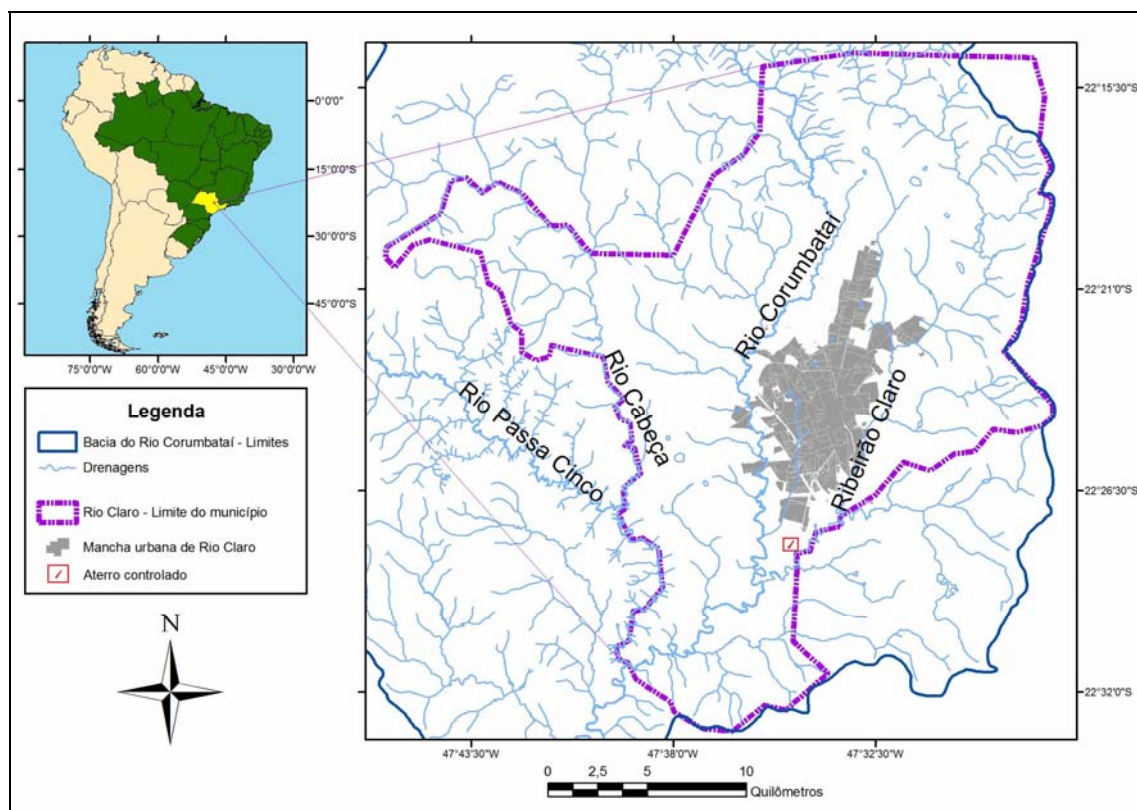 0°0'0"
15°0'0"S
30°0'0"S
45°0'0"S
75°0'0"W 60°0'0"W 45°0'0"W 30°0'0"W
Legenda
Bacia do Rio Corumbataí - Limites
Drenagens
Rio Claro - Limite do município
Mancha urbana de Rio Claro
Aterro controlado
N
Rio Corumbataí
Rio Cabeça
Rio Passa Cinco
Ribeirão Claro
22°15'30"S
22°21'0"S
22°26'30"S
22°32'0"S
47°43'30"W 47°38'0"W 47°32'30"W
0 2,5 5 10
Quilômetros